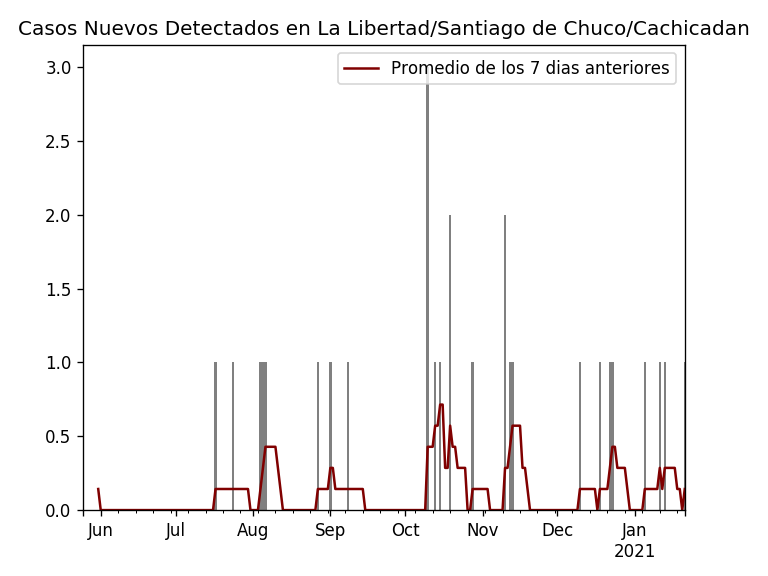 Casos Nuevos Detectados en La Libertad/Santiago de Chuco/Cachicadan
Promedio de los 7 dias anteriores
3.0
2.5
2.0
1.5
1.0
0.5
0.0
Jun Jul Aug Sep Oct Nov Dec Jan
2021